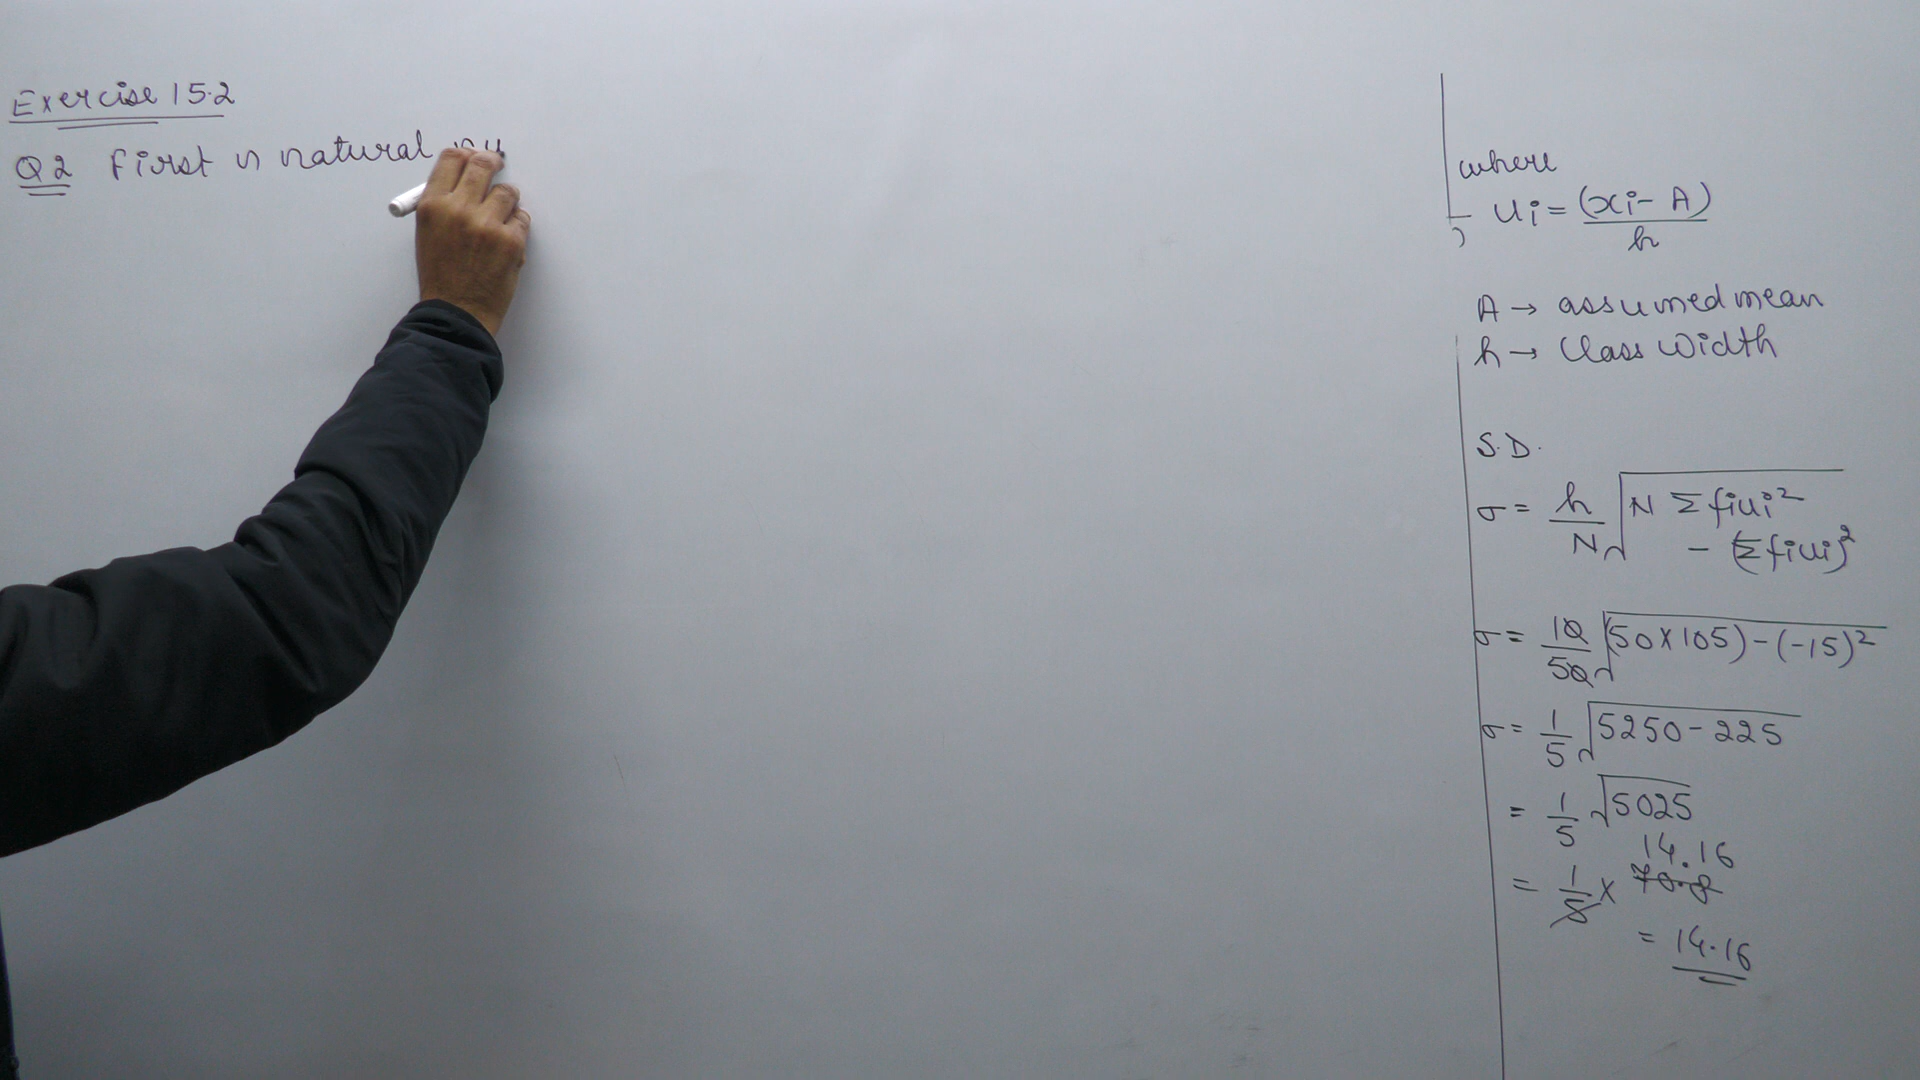 Exercise 15.2
Q2 First n natural nu
where
ui = (xi - A)
h
A → assumed mean
h → Class Width
S.D.
σ = h/N √N Σfiui²
- (Σfiui)²
σ = 10/50 √(50×105)-(-15)²
σ = 1/5 √5250-225
= 1/5 √5025
14.16
= 1/5 × 70.8
= 14.16